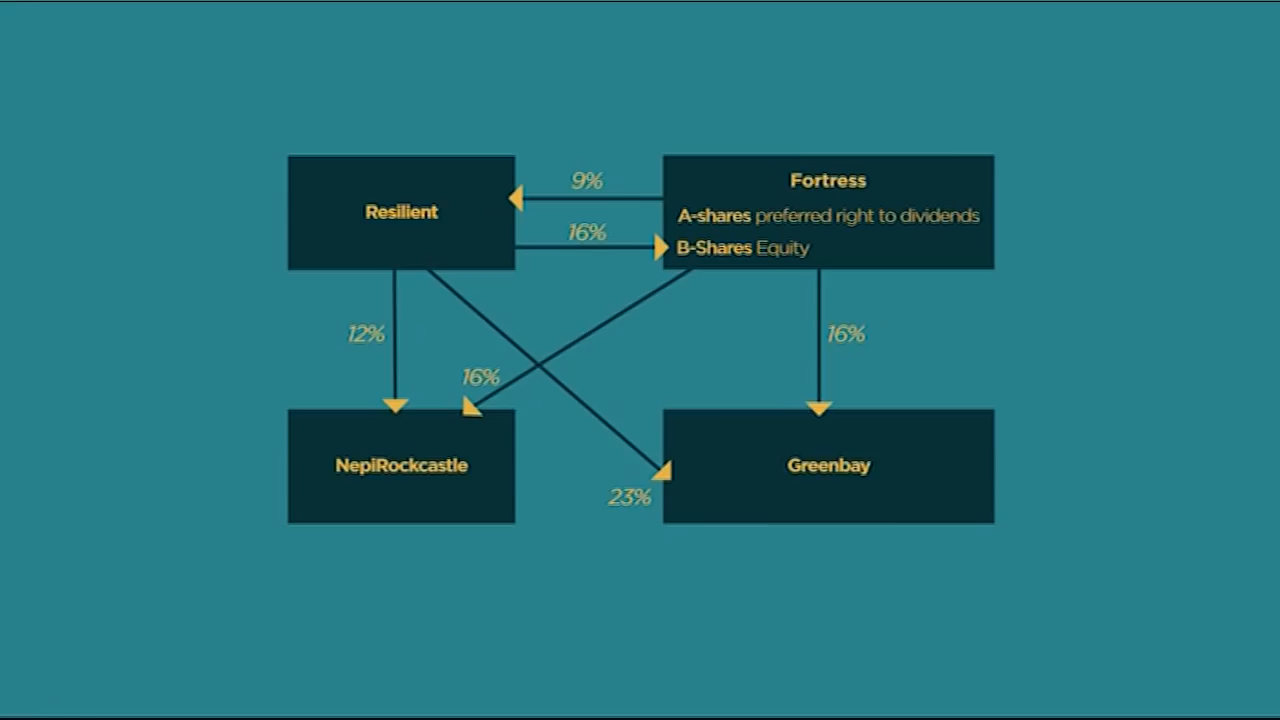 9%
Fortress
Resilient
A-shares preferred right to dividends
16%
B-Shares Equity
12%
16%
16%
NepiRockcastle
Greenbay
23%